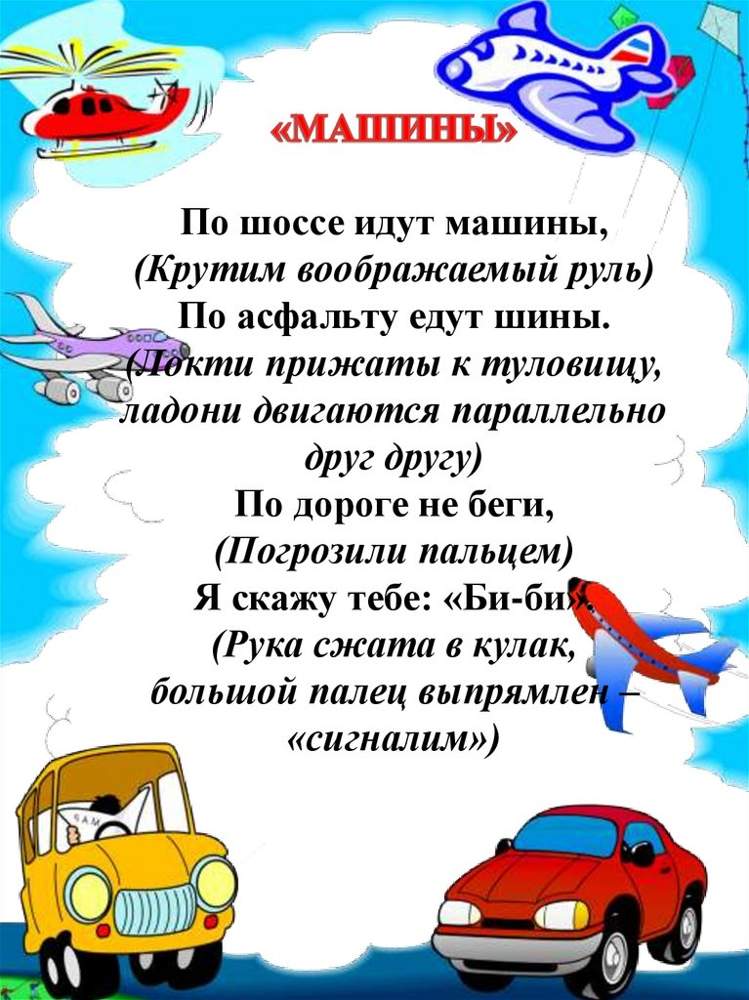 «МАШИНЫ»
По шоссе идут машины,
(Крутим воображаемый руль)
По асфальту едут шины.
(Локти прижаты к туловищу,
ладони двигаются параллельно
друг другу)
По дороге не беги,
(Погрозили пальцем)
Я скажу тебе: «Би-би».
(Рука сжата в кулак,
большой палец выпрямлен –
«сигналим»)